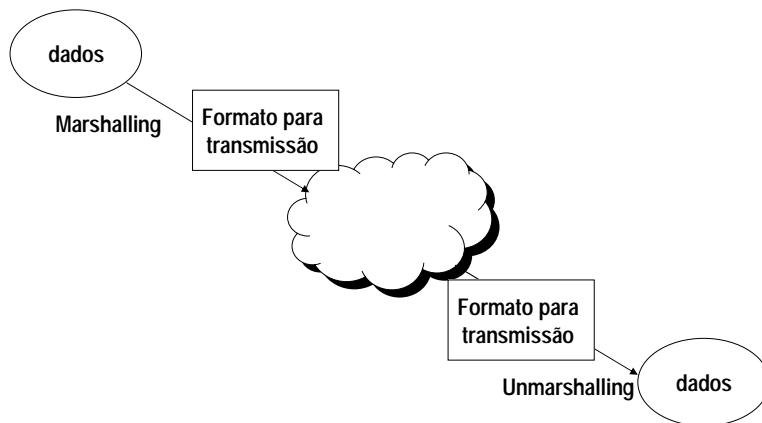 dados
Marshalling
Formato para
transmissão
Formato para
transmissão
Unmarshalling
dados